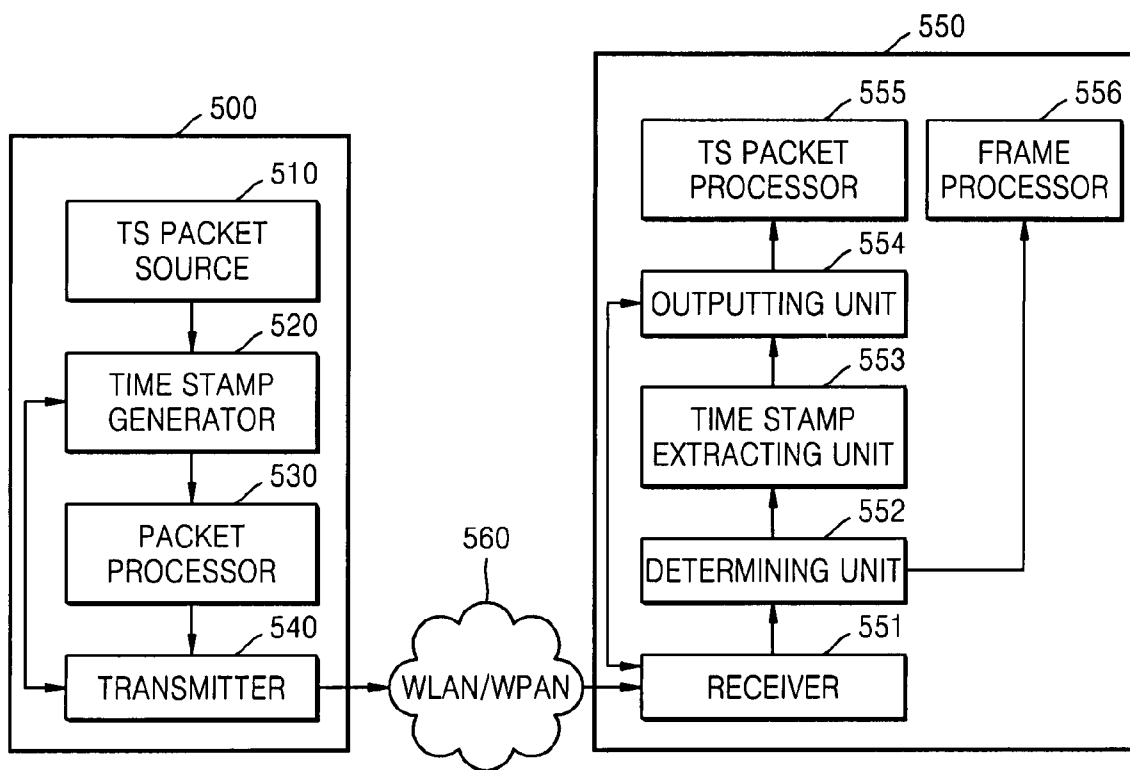 500
510
TS PACKET
SOURCE
520
TIME STAMP
GENERATOR
530
PACKET
PROCESSOR
540
TRANSMITTER
560
WLAN/WPAN
550
555
TS PACKET
PROCESSOR
556
FRAME
PROCESSOR
554
OUTPUTTING UNIT
553
TIME STAMP
EXTRACTING UNIT
552
DETERMINING UNIT
551
RECEIVER